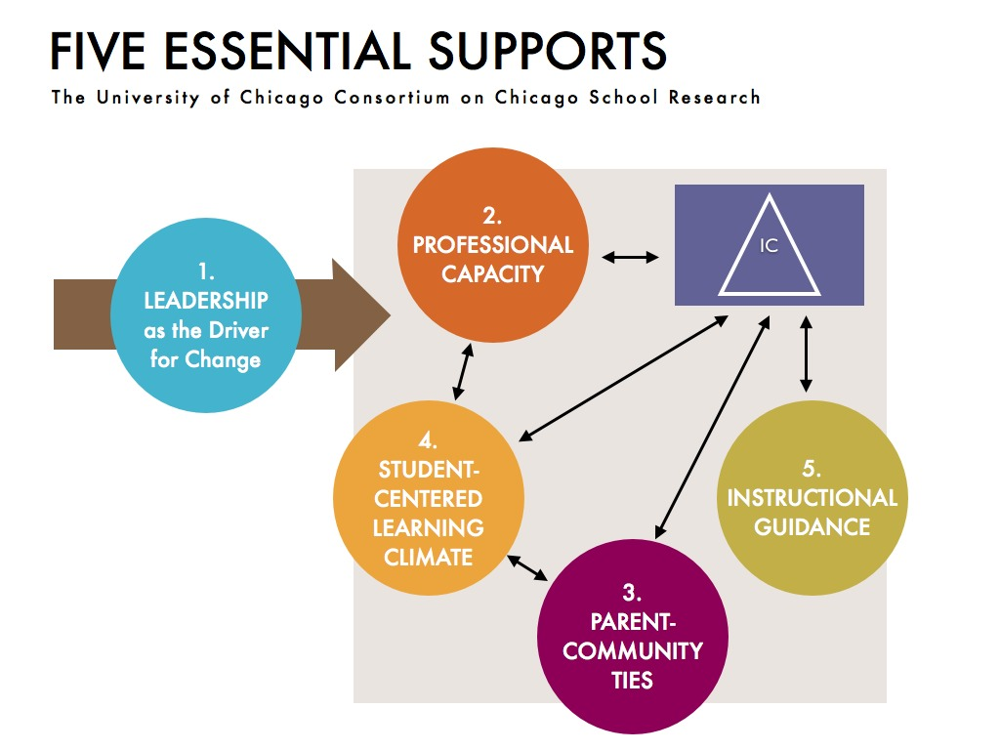 FIVE ESSENTIAL SUPPORTS
The University of Chicago Consortium on Chicago School Research
1.
LEADERSHIP
as the Driver
for Change
2.
PROFESSIONAL
CAPACITY
IC
4.
STUDENT-
CENTERED
LEARNING
CLIMATE
5.
INSTRUCTIONAL
GUIDANCE
3.
PARENT-
COMMUNITY
TIES